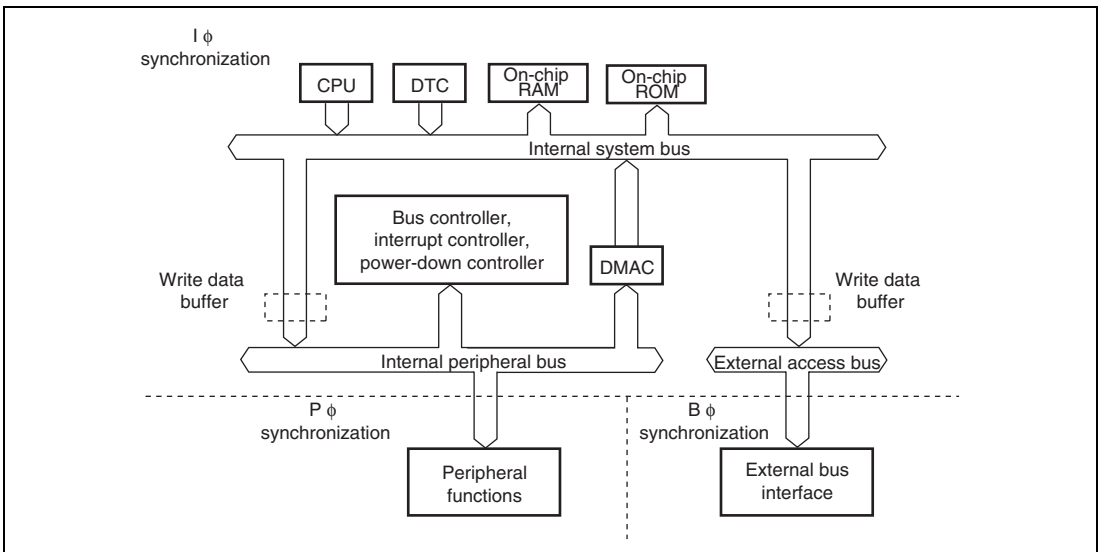 I ϕ
synchronization
CPU
DTC
On-chip
RAM
On-chip
ROM
Internal system bus
Bus controller,
interrupt controller,
power-down controller
DMAC
Write data
buffer
Write data
buffer
Internal peripheral bus
External access bus
P ϕ
synchronization
B ϕ
synchronization
Peripheral
functions
External bus
interface